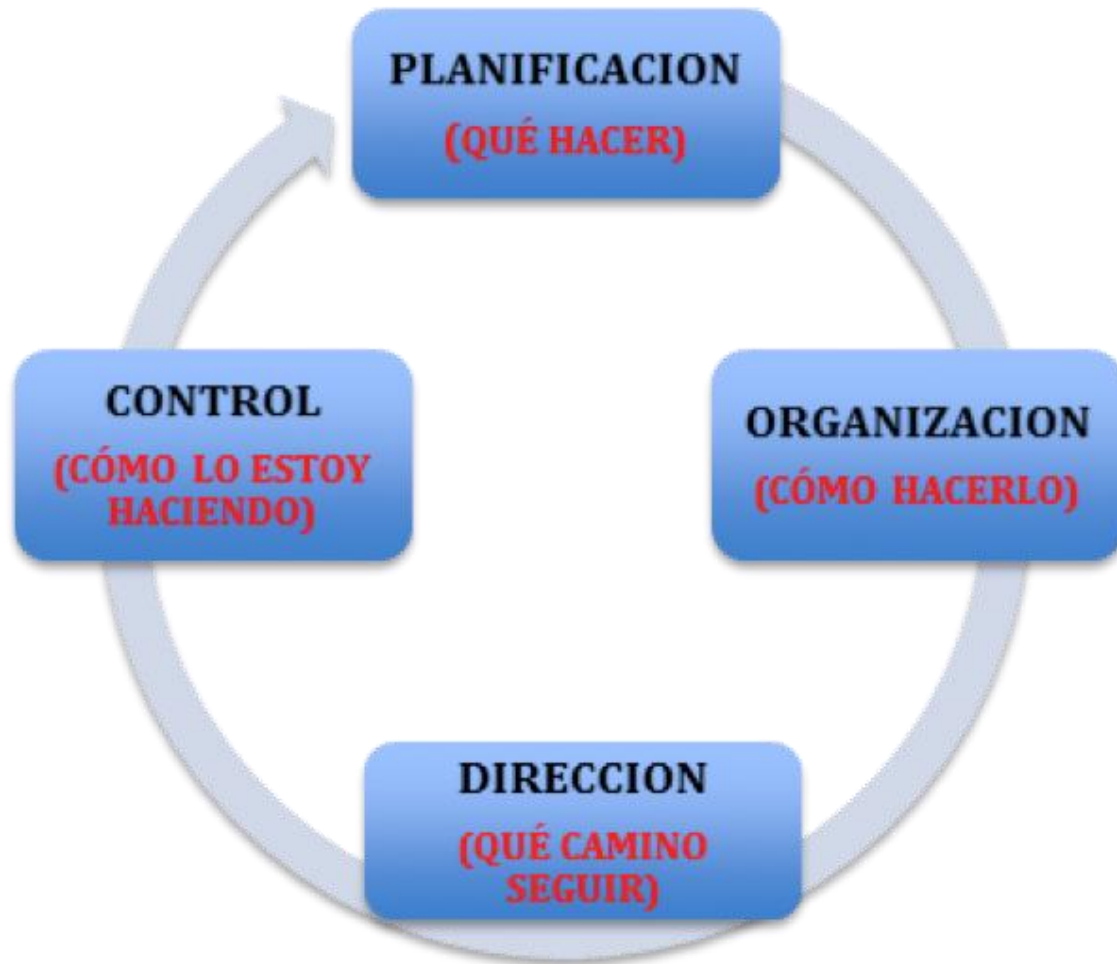 PLANIFICACION
(QUÉ HACER)
ORGANIZACION
(CÓMO HACERLO)
DIRECCION
(QUÉ CAMINO
SEGUIR)
CONTROL
(CÓMO LO ESTOY
HACIENDO)